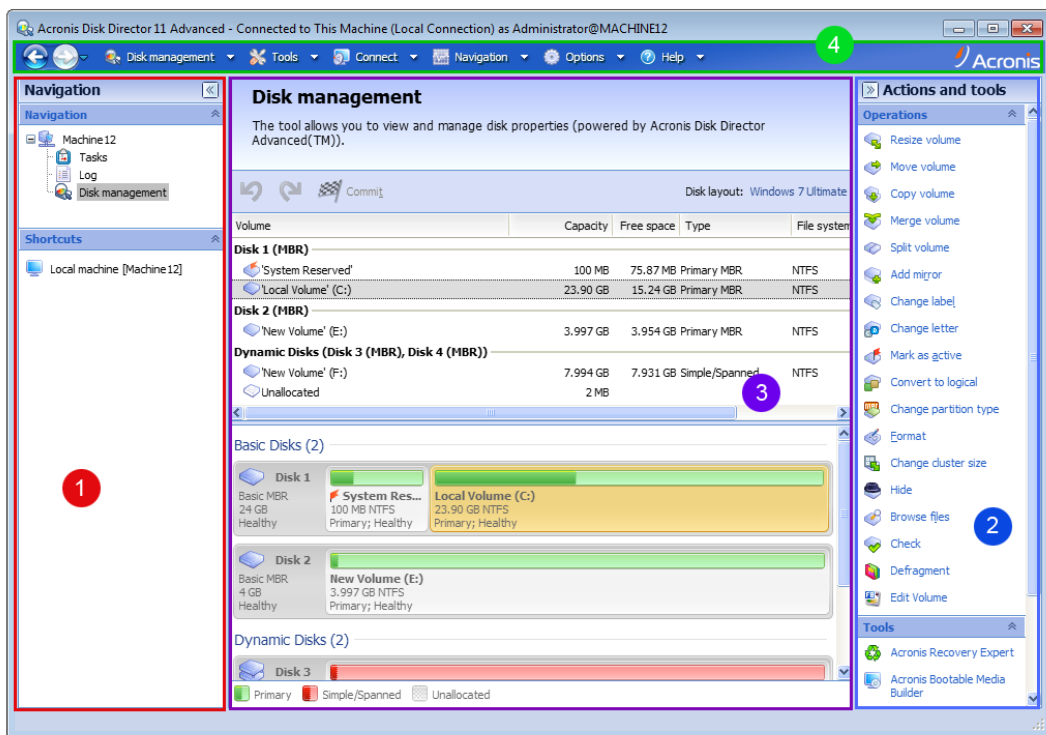 Acronis Disk Director 11 Advanced - Connected to This Machine (Local Connection) as Administrator@MACHINE12
Disk management Tools Connect Navigation Options Help
4
Acronis
Navigation
Navigation
Machine12
Tasks
Log
Disk management
Shortcuts
Local machine [Machine12]
1
Disk management
The tool allows you to view and manage disk properties (powered by Acronis Disk Director
Advanced(TM)).
Commit
Disk layout: Windows 7 Ultimate
Volume Capacity Free space Type File system
Disk 1 (MBR)
'System Reserved' 100 MB 75.87 MB Primary MBR NTFS
'Local Volume' (C:) 23.90 GB 15.24 GB Primary MBR NTFS
Disk 2 (MBR)
'New Volume' (E:) 3.997 GB 3.954 GB Primary MBR NTFS
Dynamic Disks (Disk 3 (MBR), Disk 4 (MBR))
'New Volume' (F:) 7.994 GB 7.931 GB Simple/Spanned NTFS
Unallocated 2 MB
3
Basic Disks (2)
Disk 1
Basic MBR
24 GB
Healthy
System Res...
100 MB NTFS
Primary; Healthy
Local Volume (C:)
23.90 GB NTFS
Primary; Healthy
Disk 2
Basic MBR
4 GB
Healthy
New Volume (E:)
3.997 GB NTFS
Primary; Healthy
Dynamic Disks (2)
Disk 3
Primary Simple/Spanned Unallocated
Actions and tools
Operations
Resize volume
Move volume
Copy volume
Merge volume
Split volume
Add mirror
Change label
Change letter
Mark as active
Convert to logical
Change partition type
Format
Change cluster size
Hide
Browse files
2
Check
Defragment
Edit Volume
Tools
Acronis Recovery Expert
Acronis Bootable Media
Builder